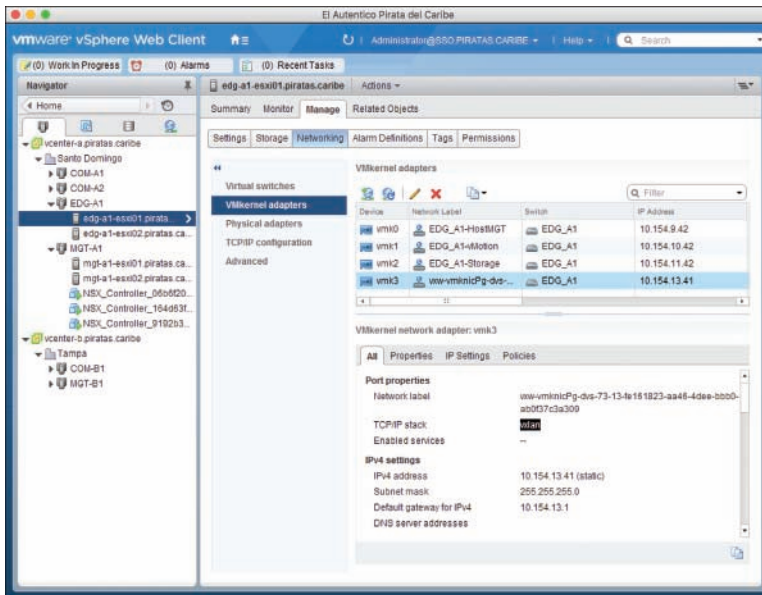 El Autentico Pirata del Caribe
vmware® vSphere Web Client
Administrator@SSO.PIRATAS.CARIBE
Help
Search
(0) Work In Progress
(0) Alarms
(0) Recent Tasks
Navigator
edg-a1-esxi01.piratas.caribe
Actions
Home
Summary Monitor Manage Related Objects
Settings Storage Networking Alarm Definitions Tags Permissions
vcenter-a.piratas.caribe
Santo Domingo
COM-A1
COM-A2
EDG-A1
edg-a1-esxi01.pirata...
edg-a1-esxi02.piratas.ca...
MGT-A1
mgt-a1-esxi01.piratas.ca...
mgt-a1-esxi02.piratas.ca...
NSX_Controller_06b6f20...
NSX_Controller_164d63f...
NSX_Controller_9192b3...
vcenter-b.piratas.caribe
Tampa
COM-B1
MGT-B1
Virtual switches
VMkernel adapters
Physical adapters
TCP/IP configuration
Advanced
VMkernel adapters
Filter
Device Network Label Switch IP Address
vmk0 EDG_A1-HostMGT EDG_A1 10.154.9.42
vmk1 EDG_A1-vMotion EDG_A1 10.154.10.42
vmk2 EDG_A1-Storage EDG_A1 10.154.11.42
vmk3 vxw-vmknicPg-dvs-... EDG_A1 10.154.13.41
VMkernel network adapter: vmk3
All Properties IP Settings Policies
Port properties
Network label vxw-vmknicPg-dvs-73-13-fe161823-aa46-4dee-bbb0-
ab0f37c3a309
TCP/IP stack vxlan
Enabled services --
IPv4 settings
IPv4 address 10.154.13.41 (static)
Subnet mask 255.255.255.0
Default gateway for IPv4 10.154.13.1
DNS server addresses